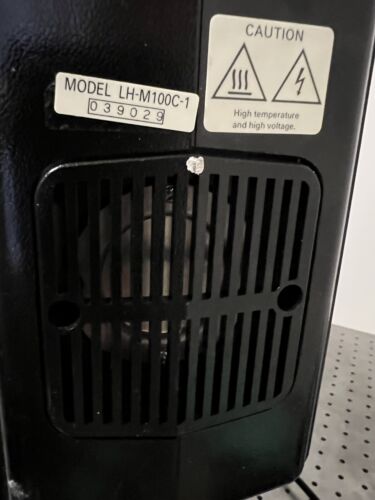 MODEL LH-M100C-1
039029
CAUTION
High temperature
and high voltage.